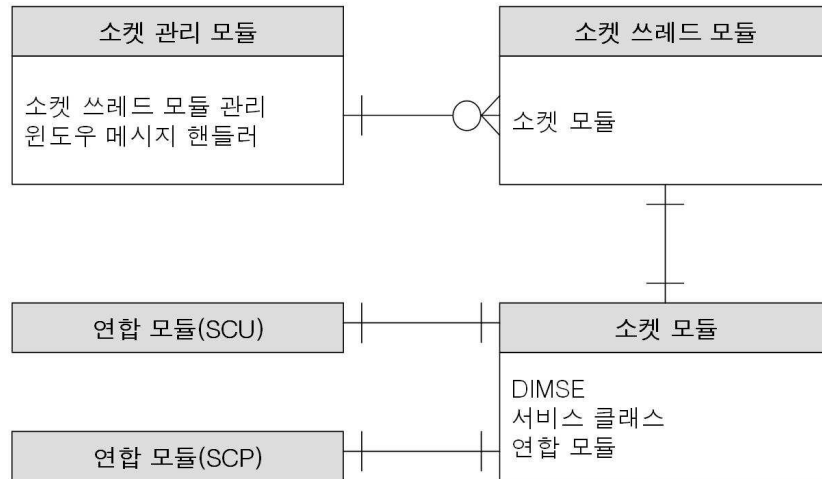 소켓 관리 모듈
소켓 쓰레드 모듈 관리
윈도우 메시지 핸들러
소켓 쓰레드 모듈
소켓 모듈
연합 모듈(SCU)
연합 모듈(SCP)
소켓 모듈
DIMSE
서비스 클래스
연합 모듈